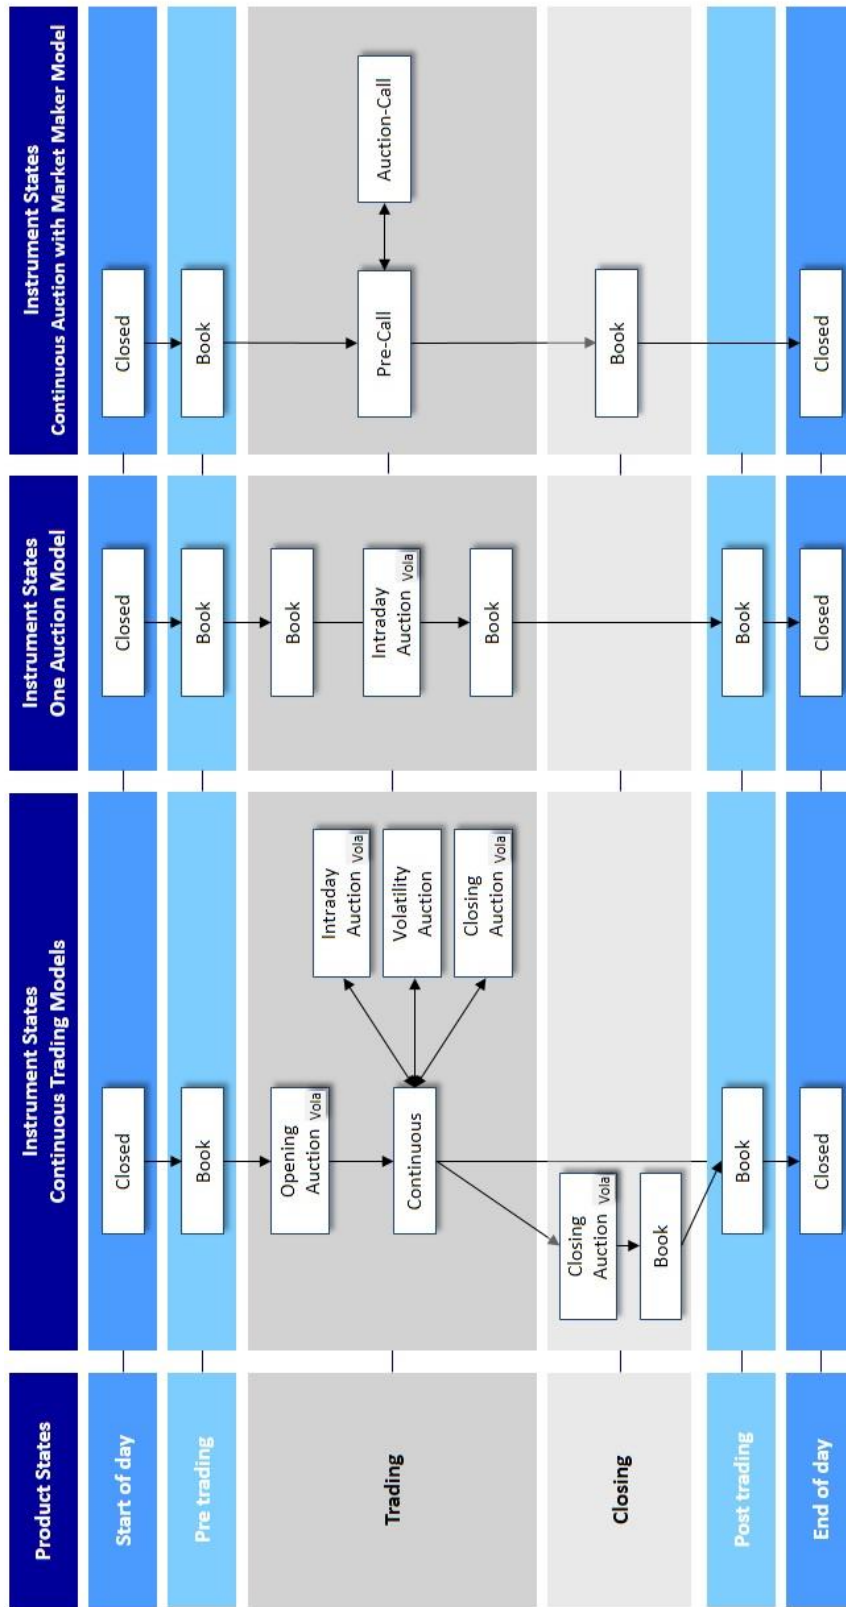 Product States
Start of day
Pre trading
Trading
Closing
Post trading
End of day
Instrument States
Continuous Trading Models
Closed
Book
Opening
Auction
Vola
Continuous
Intraday
Auction
Vola
Volatility
Auction
Closing
Auction
Vola
Closing
Auction
Vola
Book
Book
Closed
Instrument States
One Auction Model
Closed
Book
Book
Intraday
Auction
Vola
Book
Book
Closed
Instrument States
Continuous Auction with Market Maker Model
Closed
Book
Pre-Call
Auction-Call
Book
Closed